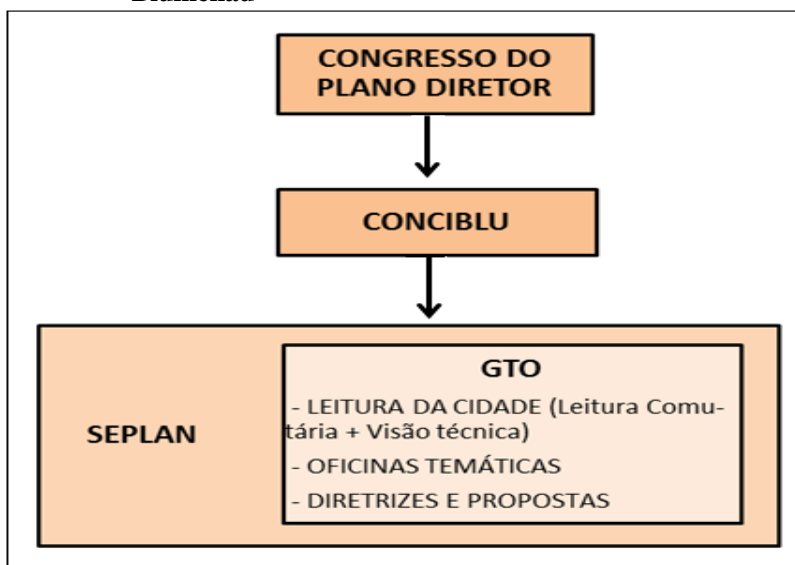 CONGRESSO DO
PLANO DIRETOR
CONCIBLU
SEPLAN
GTO
- LEITURA DA CIDADE (Leitura Comu-
tária + Visão técnica)
- OFICINAS TEMÁTICAS
- DIRETRIZES E PROPOSTAS